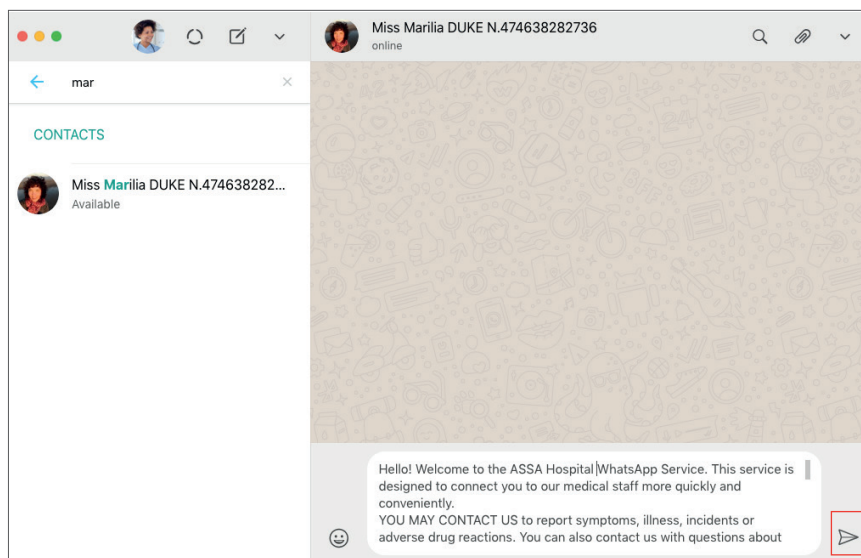 Miss Marilia DUKE N.474638282736
online
mar
CONTACTS
Miss Marilia DUKE N.474638282...
Available
Hello! Welcome to the ASSA Hospital WhatsApp Service. This service is
designed to connect you to our medical staff more quickly and
conveniently.
YOU MAY CONTACT US to report symptoms, illness, incidents or
adverse drug reactions. You can also contact us with questions about